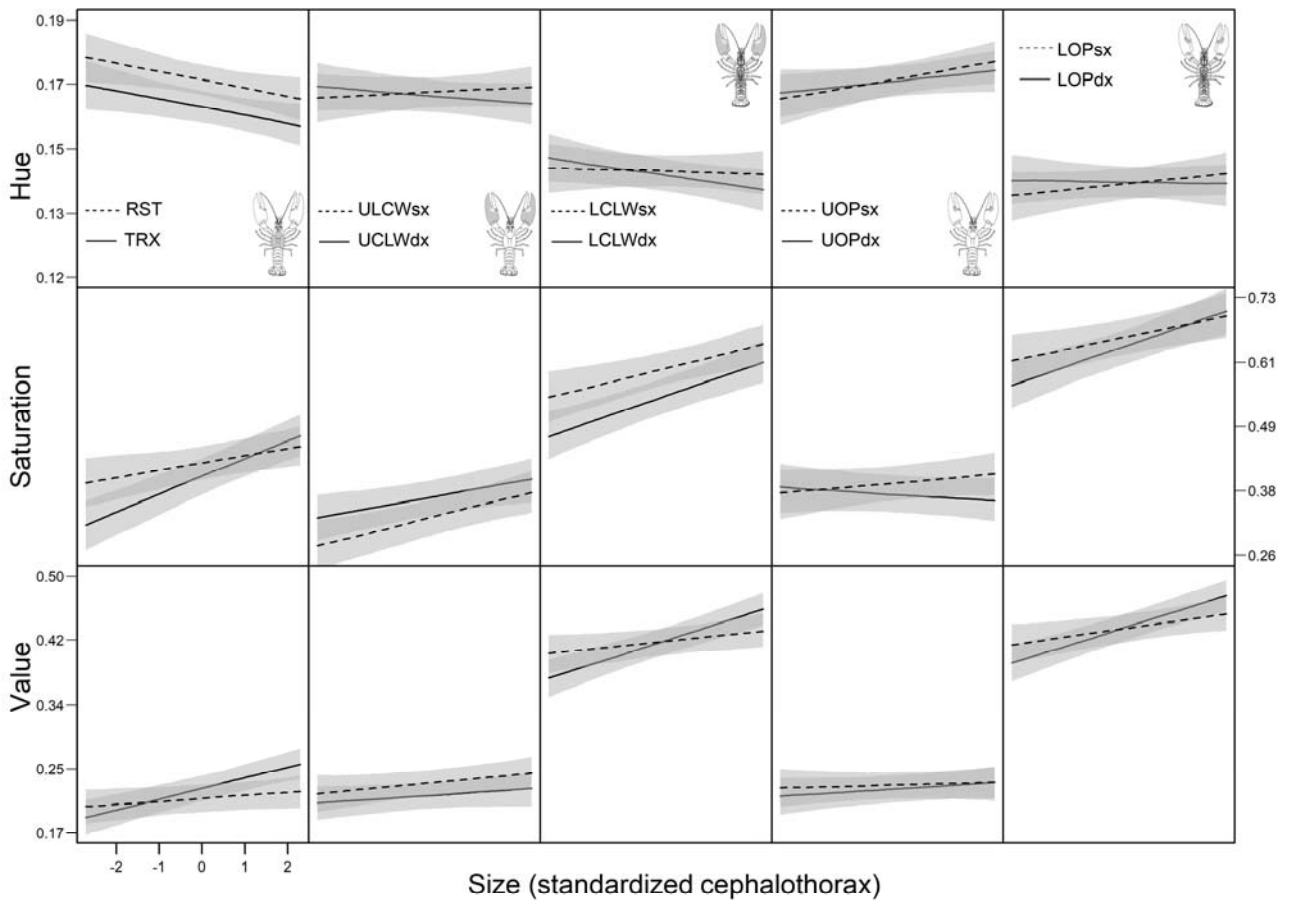 0.19
0.17
0.15
0.13
0.12
Hue
RST
TRX
ULCWsx
UCLWdx
LCLWsx
LCLWdx
UOPsx
UOPdx
LOPsx
LOPdx
Saturation
0.73
0.61
0.49
0.38
0.26
Value
0.50
0.42
0.34
0.25
0.17
-2 -1 0 1 2
Size (standardized cephalothorax)